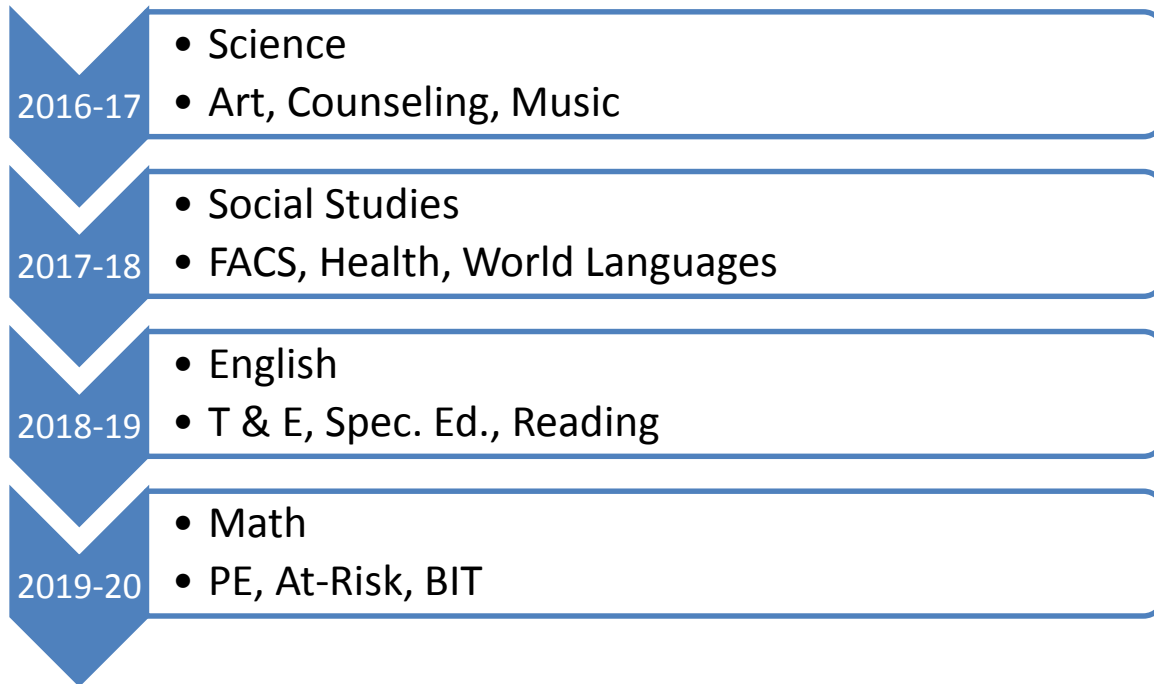 2016-17
• Science
• Art, Counseling, Music
2017-18
• Social Studies
• FACS, Health, World Languages
2018-19
• English
• T & E, Spec. Ed., Reading
2019-20
• Math
• PE, At-Risk, BIT